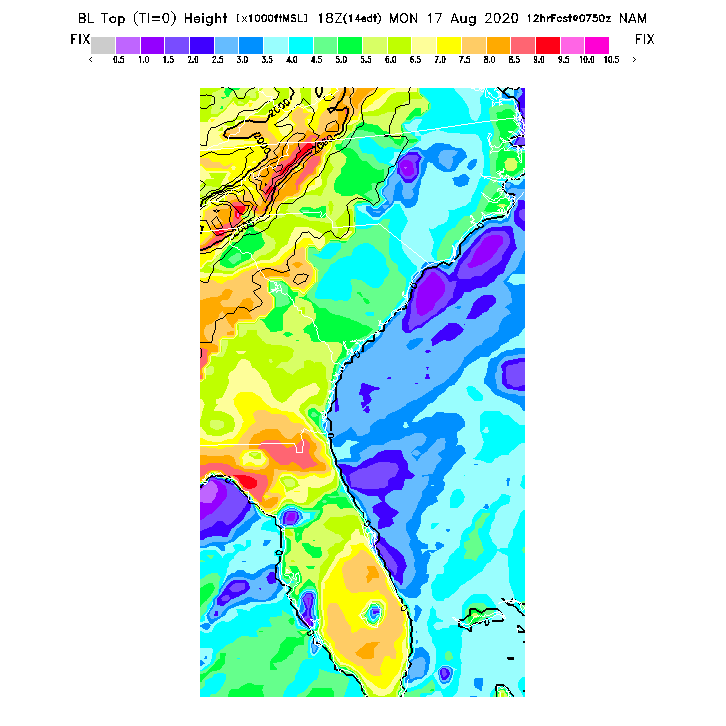 BL Top (TI=0) Height [x1000ftMSL] 18Z(14edt) MON 17 Aug 2020 12hrFcst@0750z NAM
FIX FIX
< 0.5 1.0 1.5 2.0 2.5 3.0 3.5 4.0 4.5 5.0 5.5 6.0 6.5 7.0 7.5 8.0 8.5 9.0 9.5 10.0 10.5 >
2000
2000